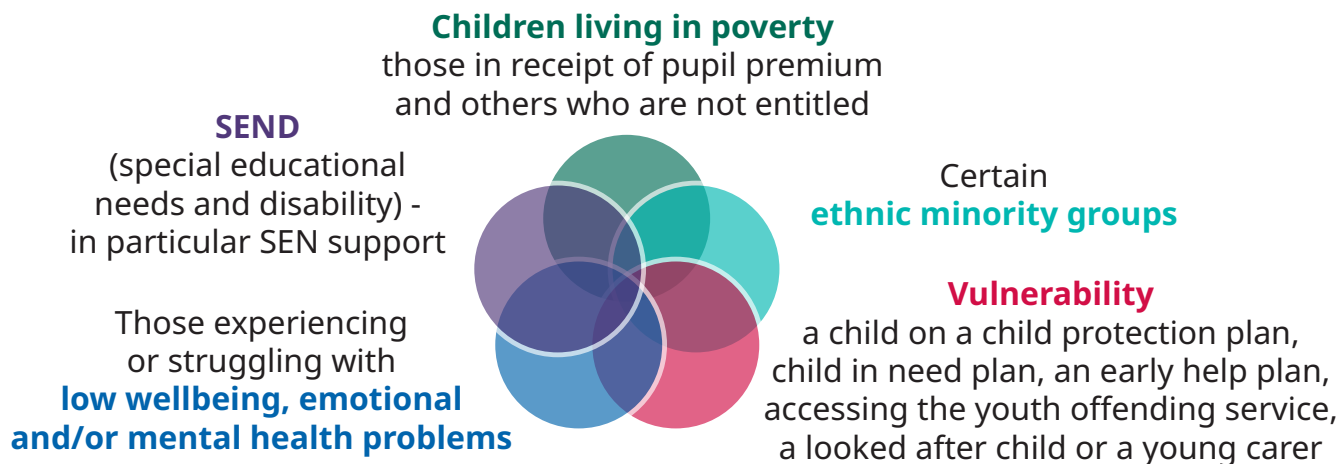 Children living in poverty
those in receipt of pupil premium
and others who are not entitled
SEND
(special educational
needs and disability) -
in particular SEN support
Certain
ethnic minority groups
Vulnerability
a child on a child protection plan,
child in need plan, an early help plan,
accessing the youth offending service,
a looked after child or a young carer
Those experiencing
or struggling with
low wellbeing, emotional
and/or mental health problems